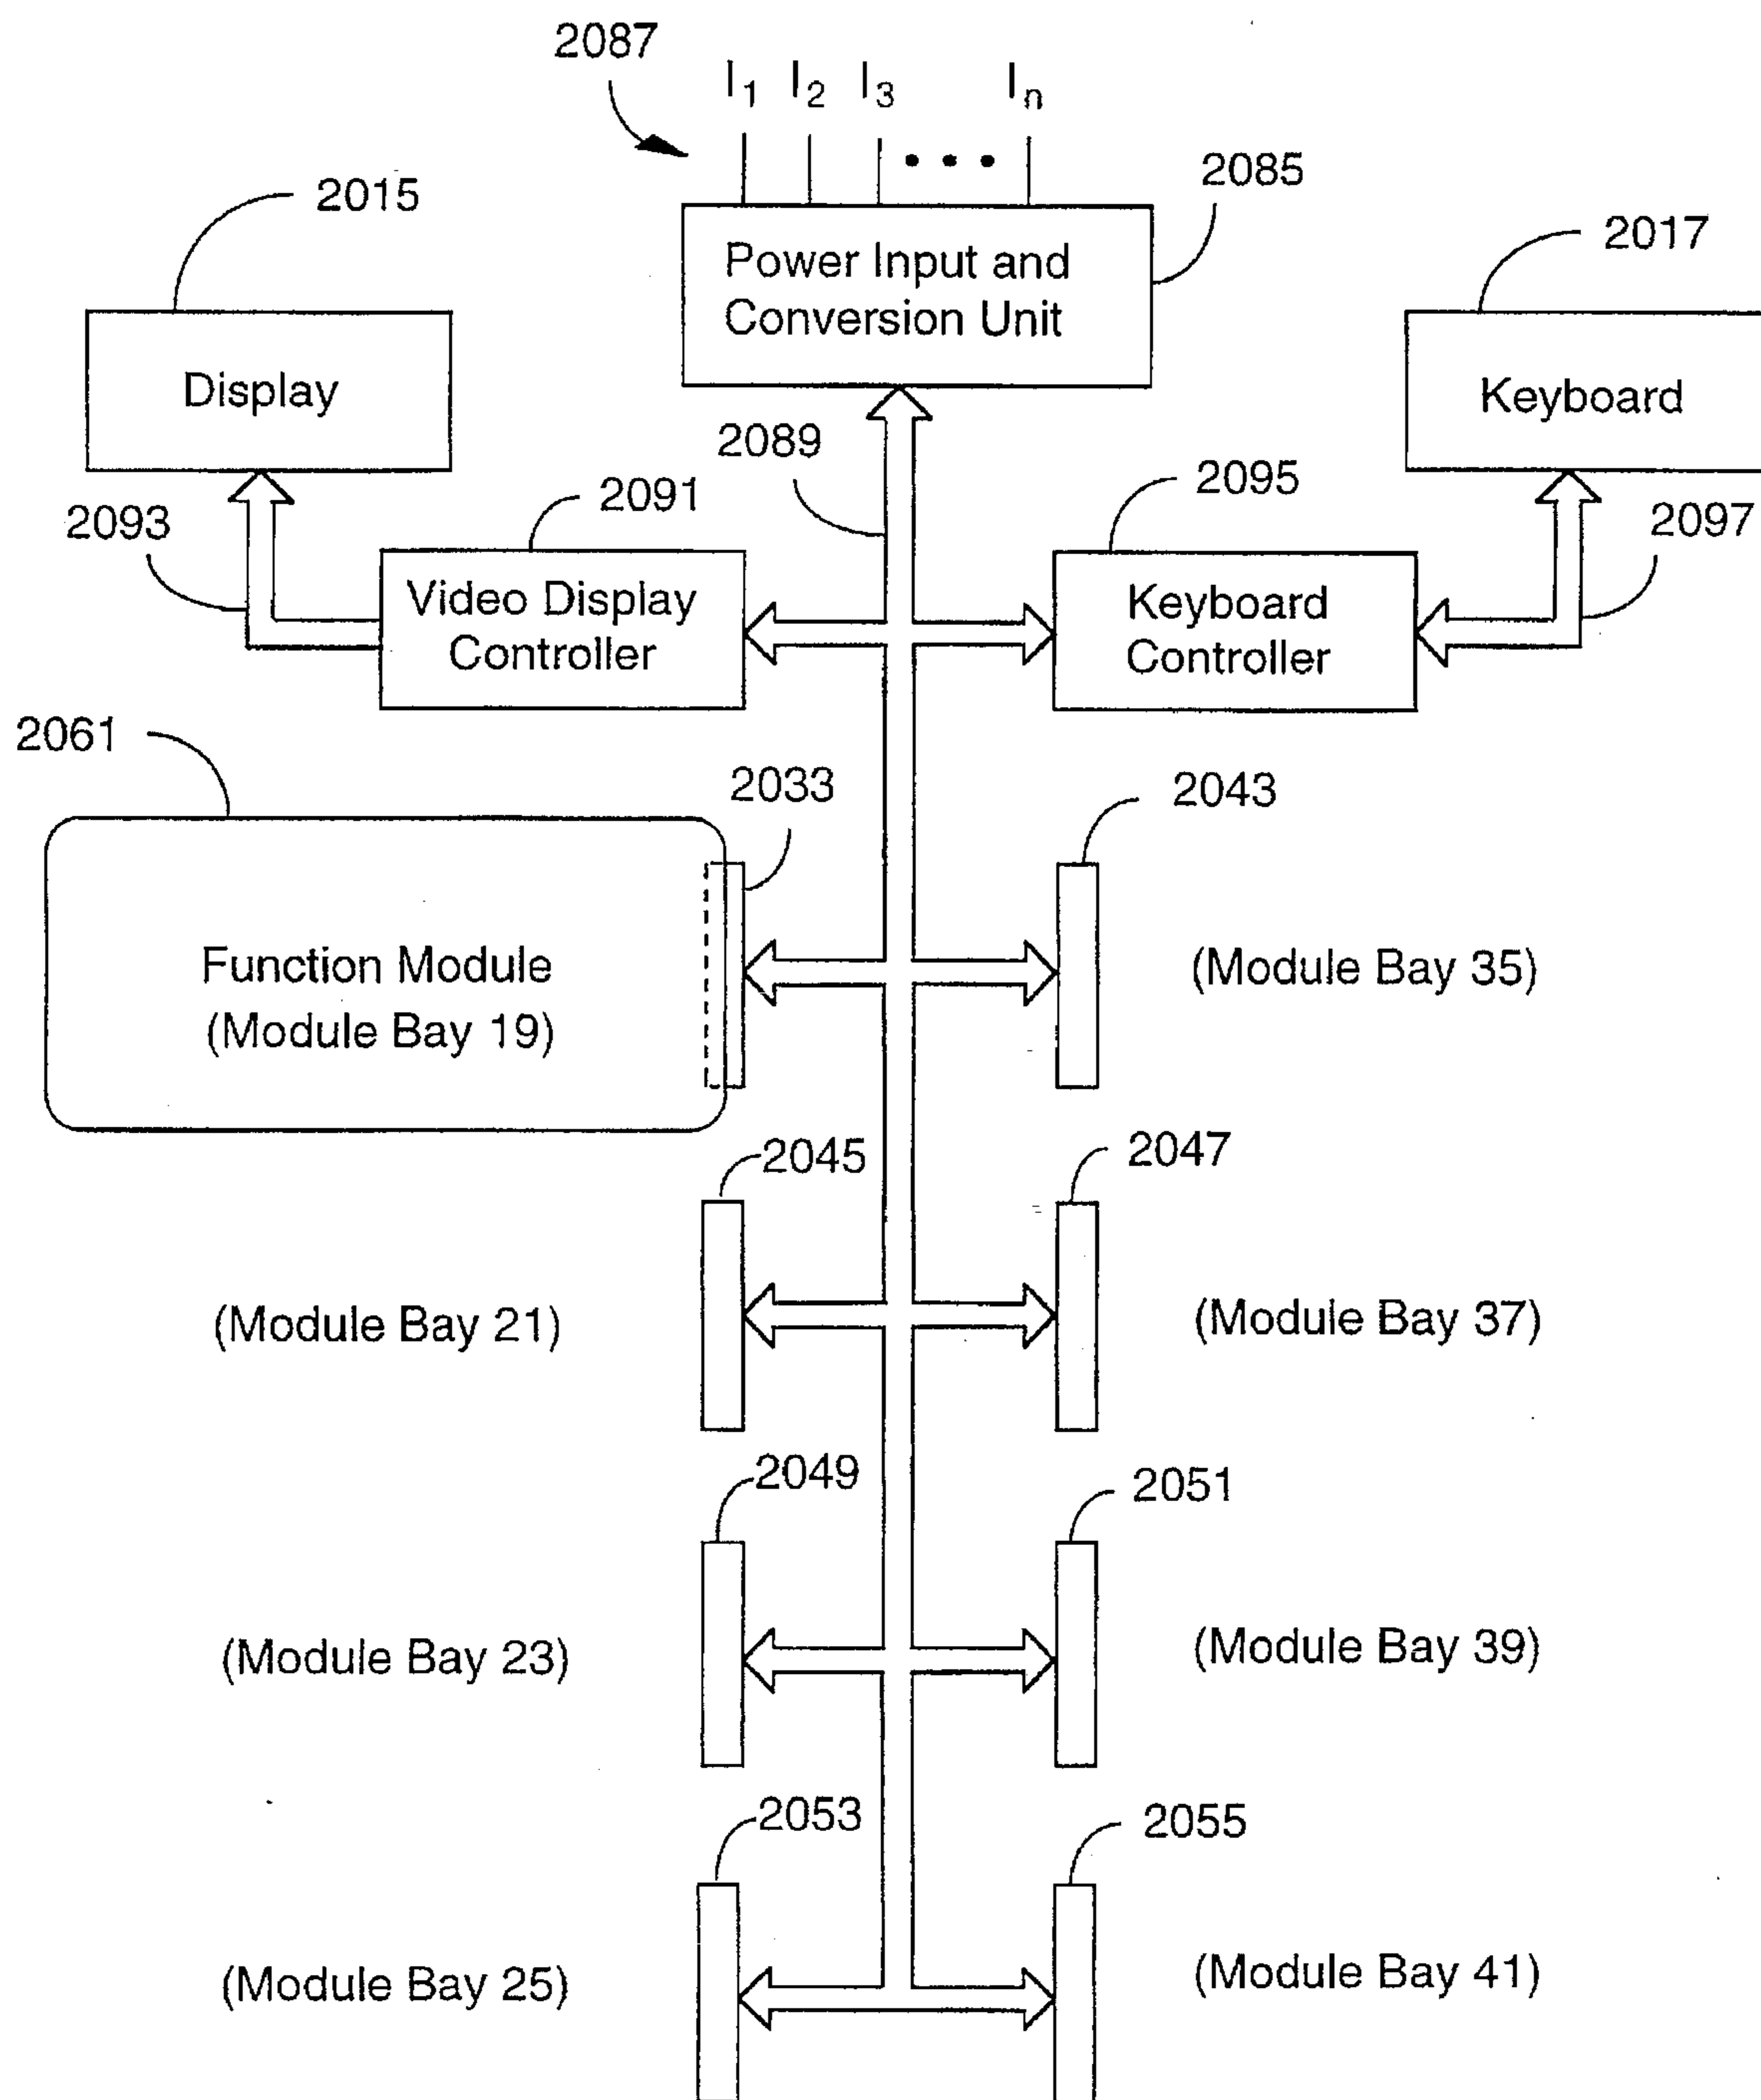 2087
I1 I2 I3 • • • In
2085
2015
2017
Power Input and
Conversion Unit
Display
Keyboard
2089
2095
2091
2093
2097
Video Display
Controller
Keyboard
Controller
2061
2033
2043
Function Module
(Module Bay 19)
(Module Bay 35)
2045
2047
(Module Bay 21)
(Module Bay 37)
2049
2051
(Module Bay 23)
(Module Bay 39)
2053
2055
(Module Bay 25)
(Module Bay 41)